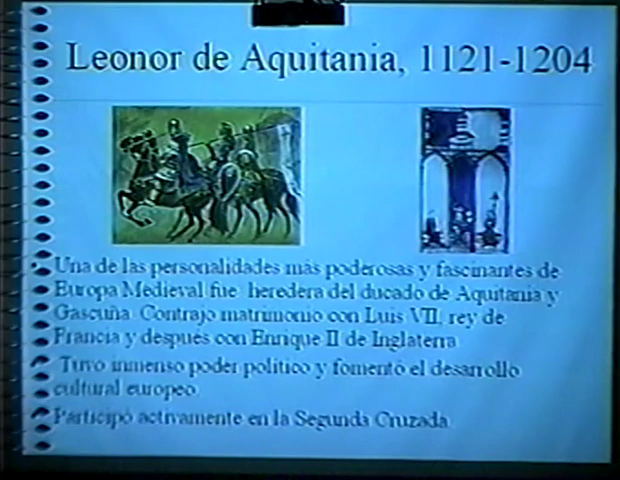 Leonor de Aquitania, 1121-1204
Una de las personalidades más poderosas y fascinantes de
Europa Medieval fue heredera del ducado de Aquitania y
Gascuña. Contrajo matrimonio con Luis VII, rey de
Francia y después con Enrique II de Inglaterra
Tuvo inmenso poder político y fomentó el desarrollo
cultural europeo.
Participó activamente en la Segunda Cruzada